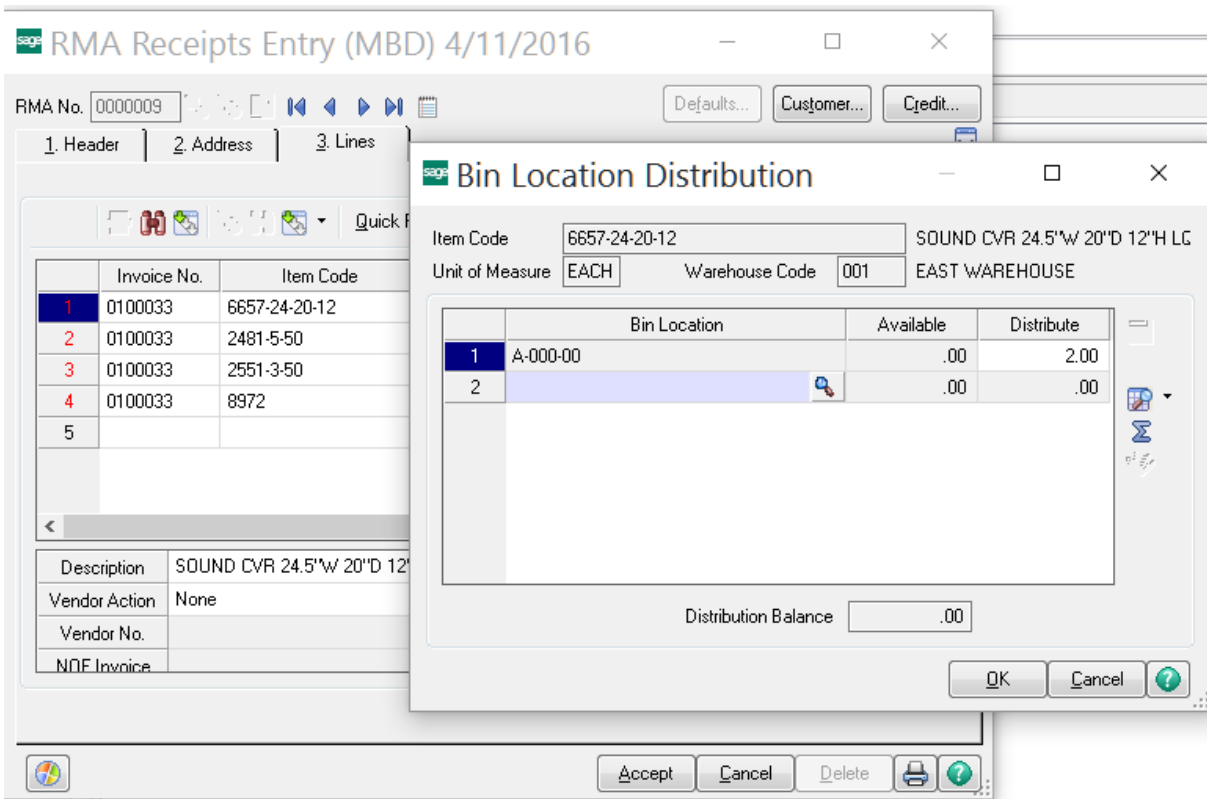 sage RMA Receipts Entry (MBD) 4/11/2016
RMA No. 0000009 Defaults... Customer... Credit...
1. Header 2. Address 3. Lines
Quick
Invoice No. Item Code
1 0100033 6657-24-20-12
2 0100033 2481-5-50
3 0100033 2551-3-50
4 0100033 8972
5
Description SOUND CVR 24.5"W 20"D 12"
Vendor Action None
Vendor No.
Invoice
sage Bin Location Distribution
Item Code 6657-24-20-12 SOUND CVR 24.5"W 20"D 12"H
Unit of Measure EACH Warehouse Code 001 EAST WAREHOUSE
Bin Location Available Distribute
1 A-000-00 .00 2.00
2 .00 .00
Distribution Balance .00
OK Cancel
Accept Cancel Delete